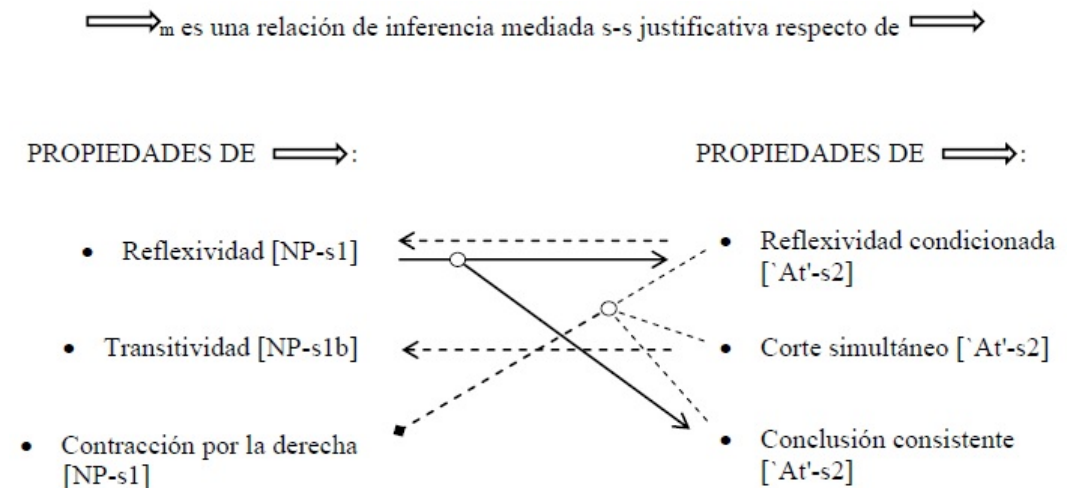 ⟹m es una relación de inferencia mediada s-s justificativa respecto de ⟹
PROPIEDADES DE ⟹:
• Reflexividad [NP-s1]
• Transitividad [NP-s1b]
• Contracción por la derecha
[NP-s1]
PROPIEDADES DE ⟹:
• Reflexividad condicionada
[`At'-s2]
• Corte simultáneo [`At'-s2]
• Conclusión consistente
[`At'-s2]